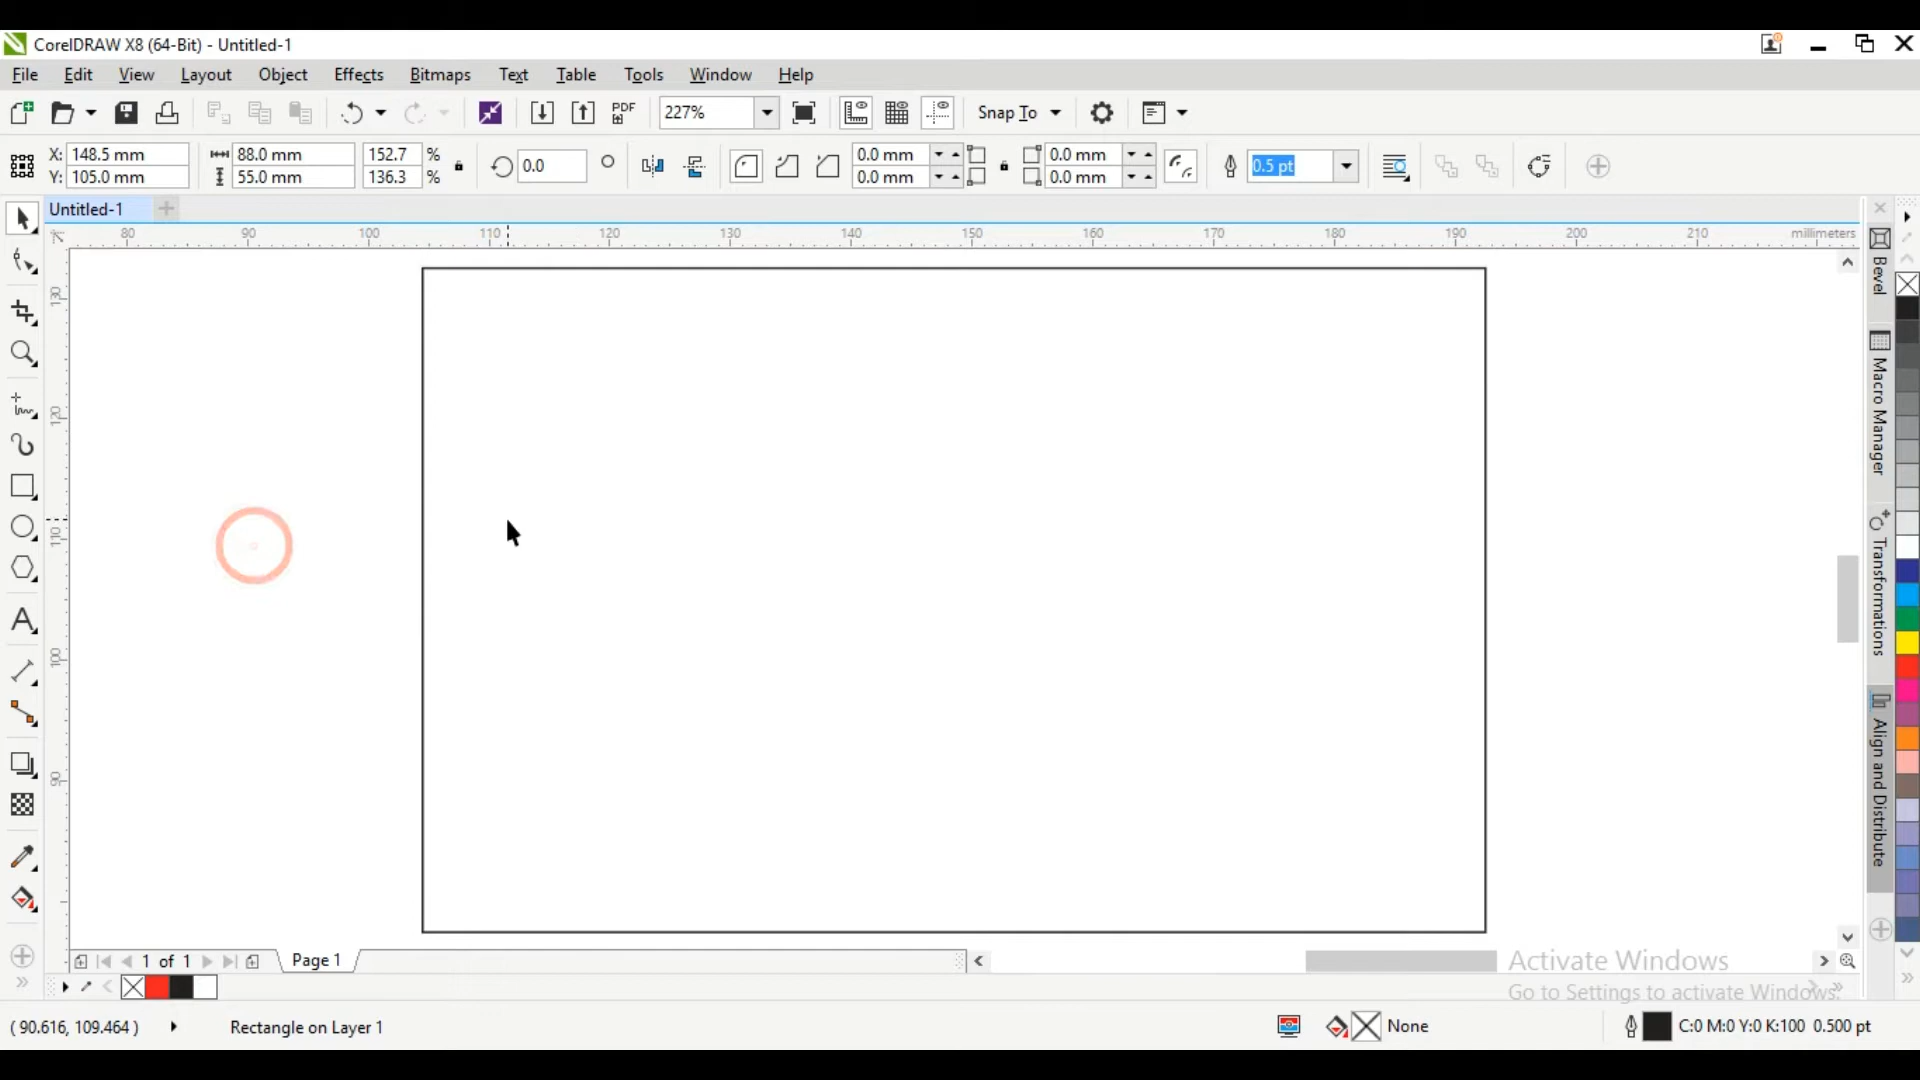 CorelDRAW X8 (64-Bit) - Untitled-1
File Edit View Layout Object Effects Bitmaps Text Table Tools Window Help
PDF 227% Snap To
X: 148.5 mm 88.0 mm 152.7 % 0.0 0.0 mm 0.0 mm 0.5 pt
Y: 105.0 mm 55.0 mm 136.3 % 0.0 mm 0.0 mm
Untitled-1
80 90 100 110 120 130 140 150 160 170 180 190 200 210 millimeters
130
120
110
100
90
Bevel
Macro Manager
Transformations
Align and Distribute
1 of 1 Page 1
Activate Windows
Go to Settings to activate Windows.
( 90.616, 109.464 ) Rectangle on Layer 1 None C:0 M:0 Y:0 K:100 0.500 pt